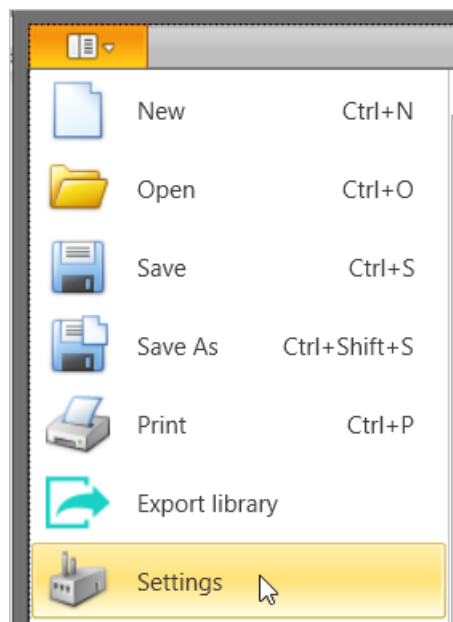 New Ctrl+N
Open Ctrl+O
Save Ctrl+S
Save As Ctrl+Shift+S
Print Ctrl+P
Export library
Settings